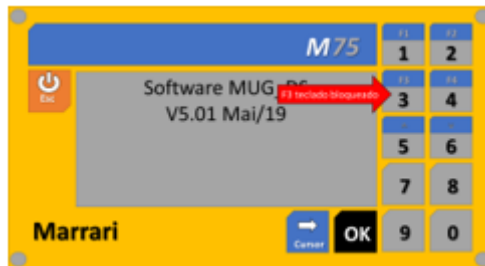 M75
F1 F2
1 2
Esc
Software MUG_
F3 teclado bloqueado
V5.01 Mai/19
F3 F4
3 4
5 6
7 8
Marrari
Cursor
OK
9 0